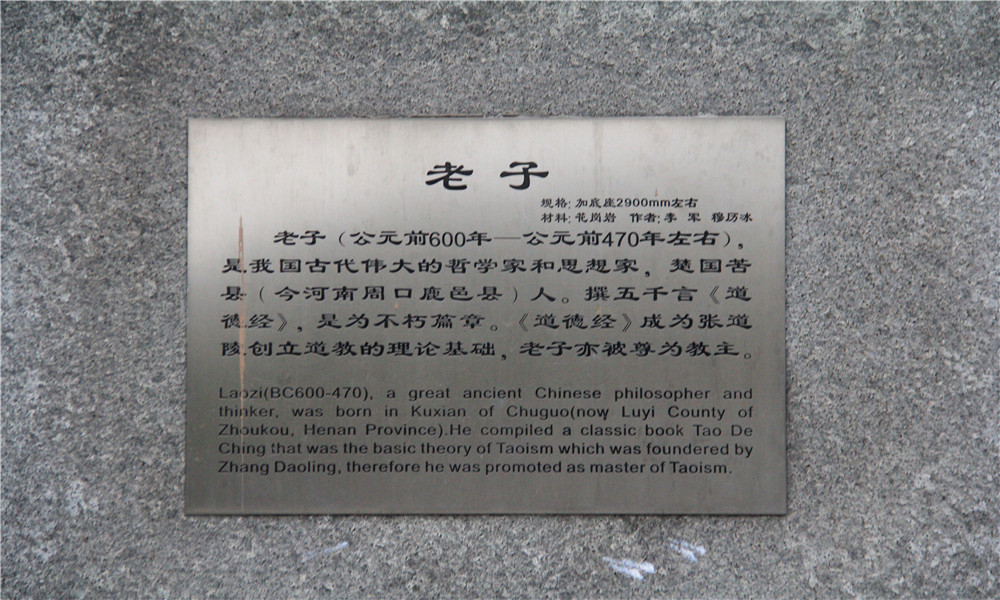 老子
规格：加底座2900mm左右
材料：花岗岩 作者：李 军 穆历冰
老子（公元前600年—公元前470年左右），
是我国古代伟大的哲学家和思想家，楚国苦
县（今河南周口鹿邑县）人。撰五千言《道
德经》，是为不朽篇章。《道德经》成为张道
陵创立道教的理论基础，老子亦被尊为教主。
Laozi(BC600-470), a great ancient Chinese philosopher and
thinker, was born in Kuxian of Chuguo(now Luyi County of
Zhoukou, Henan Province).He compiled a classic book Tao De
Ching that was the basic theory of Taoism which was foundered by
Zhang Daoling, therefore he was promoted as master of Taoism.